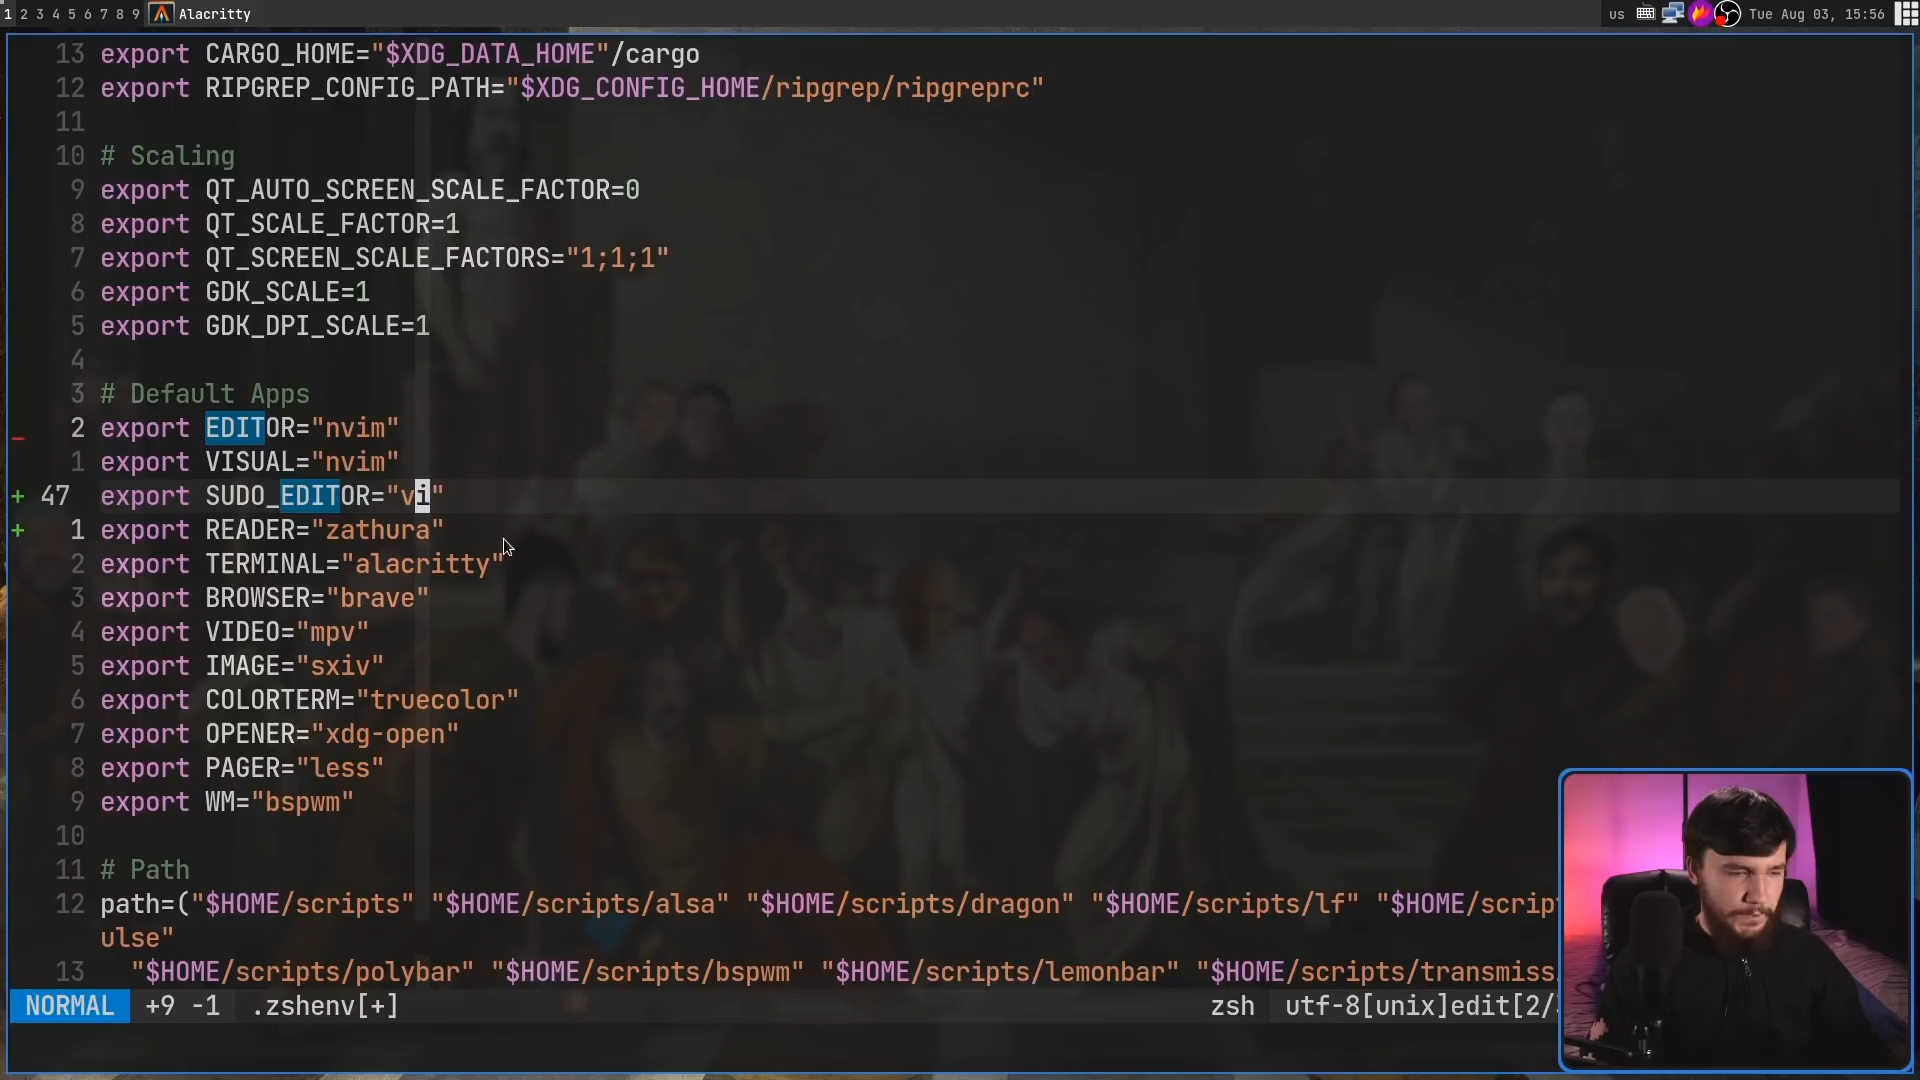 1 2 3 4 5 6 7 8 9 Alacritty us Tue Aug 03, 15:56
13 export CARGO_HOME="$XDG_DATA_HOME"/cargo
12 export RIPGREP_CONFIG_PATH="$XDG_CONFIG_HOME/ripgrep/ripgreprc"
11
10 # Scaling
9 export QT_AUTO_SCREEN_SCALE_FACTOR=0
8 export QT_SCALE_FACTOR=1
7 export QT_SCREEN_SCALE_FACTORS="1;1;1"
6 export GDK_SCALE=1
5 export GDK_DPI_SCALE=1
4
3 # Default Apps
_ 2 export EDITOR="nvim"
1 export VISUAL="nvim"
+ 47 export SUDO_EDITOR="vi"
+ 1 export READER="zathura"
2 export TERMINAL="alacritty"
3 export BROWSER="brave"
4 export VIDEO="mpv"
5 export IMAGE="sxiv"
6 export COLORTERM="truecolor"
7 export OPENER="xdg-open"
8 export PAGER="less"
9 export WM="bspwm"
10
11 # Path
12 path=("$HOME/scripts" "$HOME/scripts/alsa" "$HOME/scripts/dragon" "$HOME/scripts/lf" "$HOME/scrip
ulse"
13 "$HOME/scripts/polybar" "$HOME/scripts/bspwm" "$HOME/scripts/lemonbar" "$HOME/scripts/transmiss
NORMAL +9 -1 .zshenv[+] zsh utf-8[unix]edit[2/